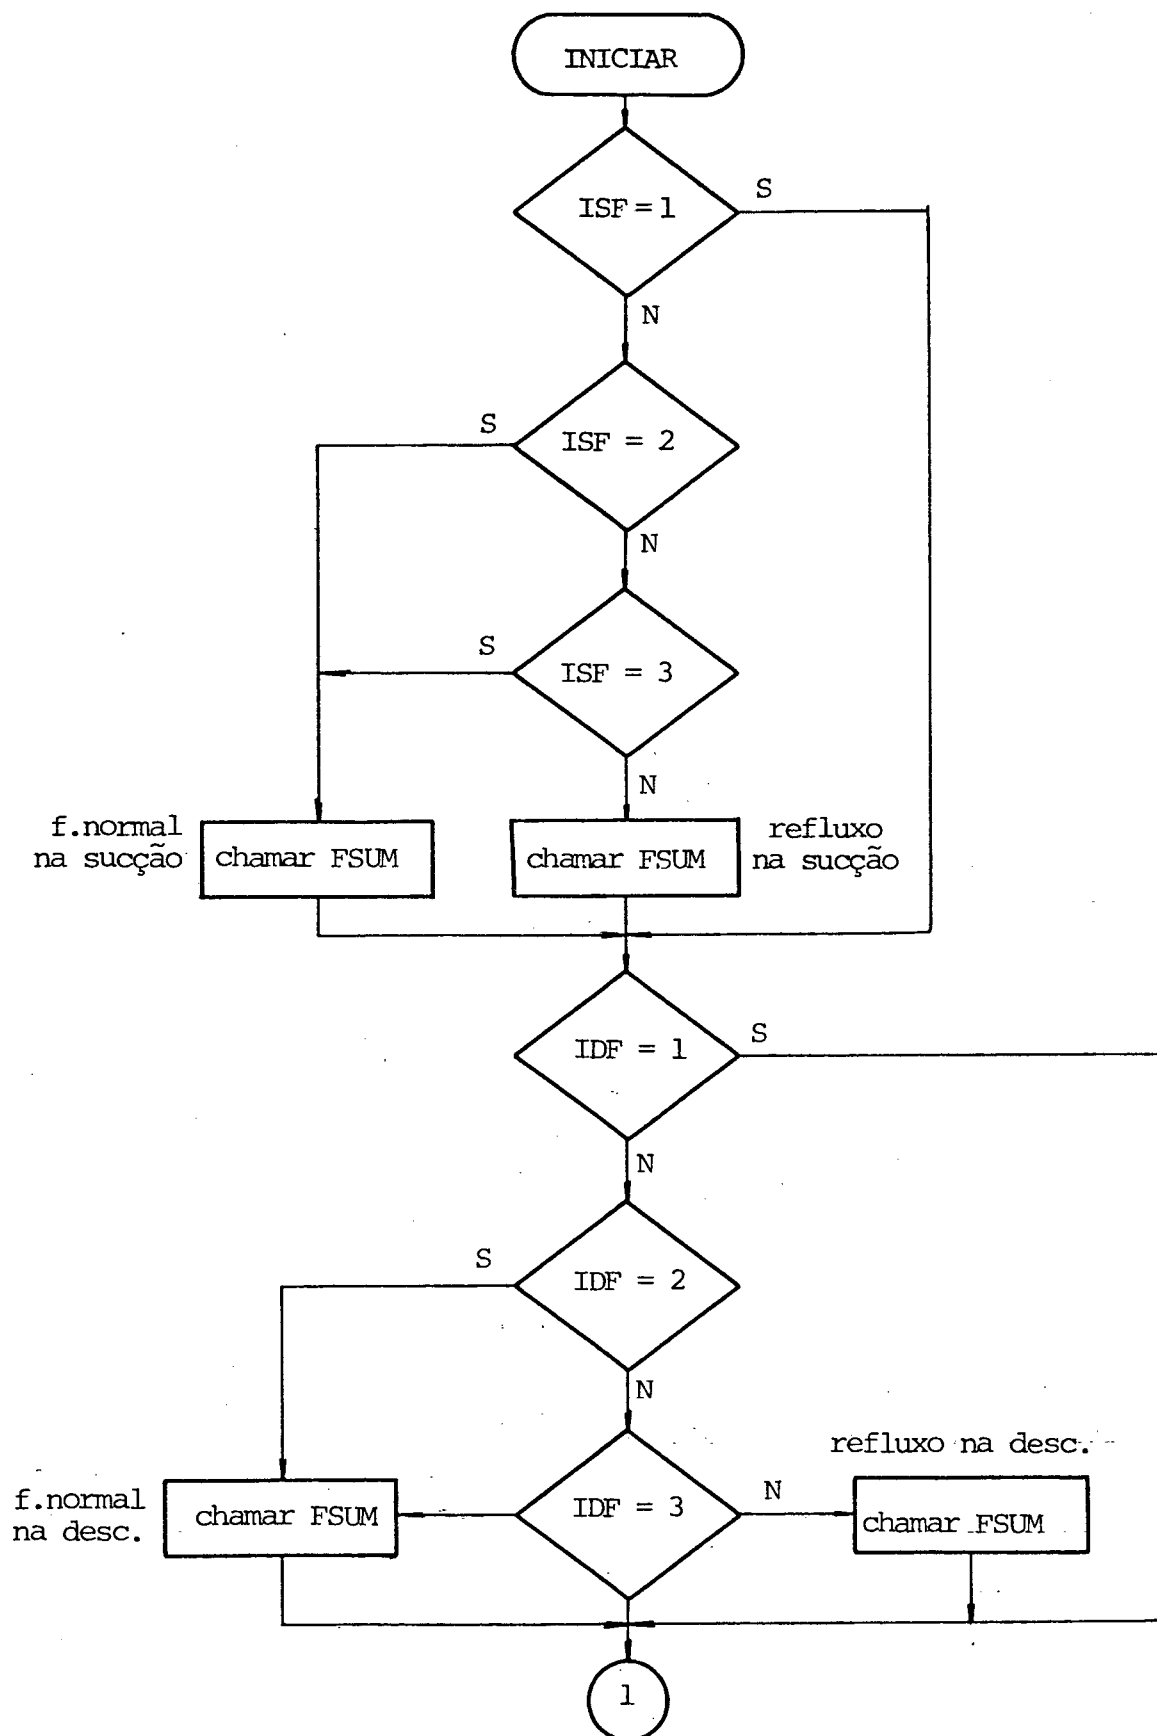 INICIAR
ISF = 1
S
N
ISF = 2
S
N
ISF = 3
S
N
f.normal
na sucção
chamar FSUM
chamar FSUM
refluxo
na sucção
IDF = 1
S
N
IDF = 2
S
N
IDF = 3
N
refluxo na desc.
chamar FSUM
f.normal
na desc.
chamar FSUM
1